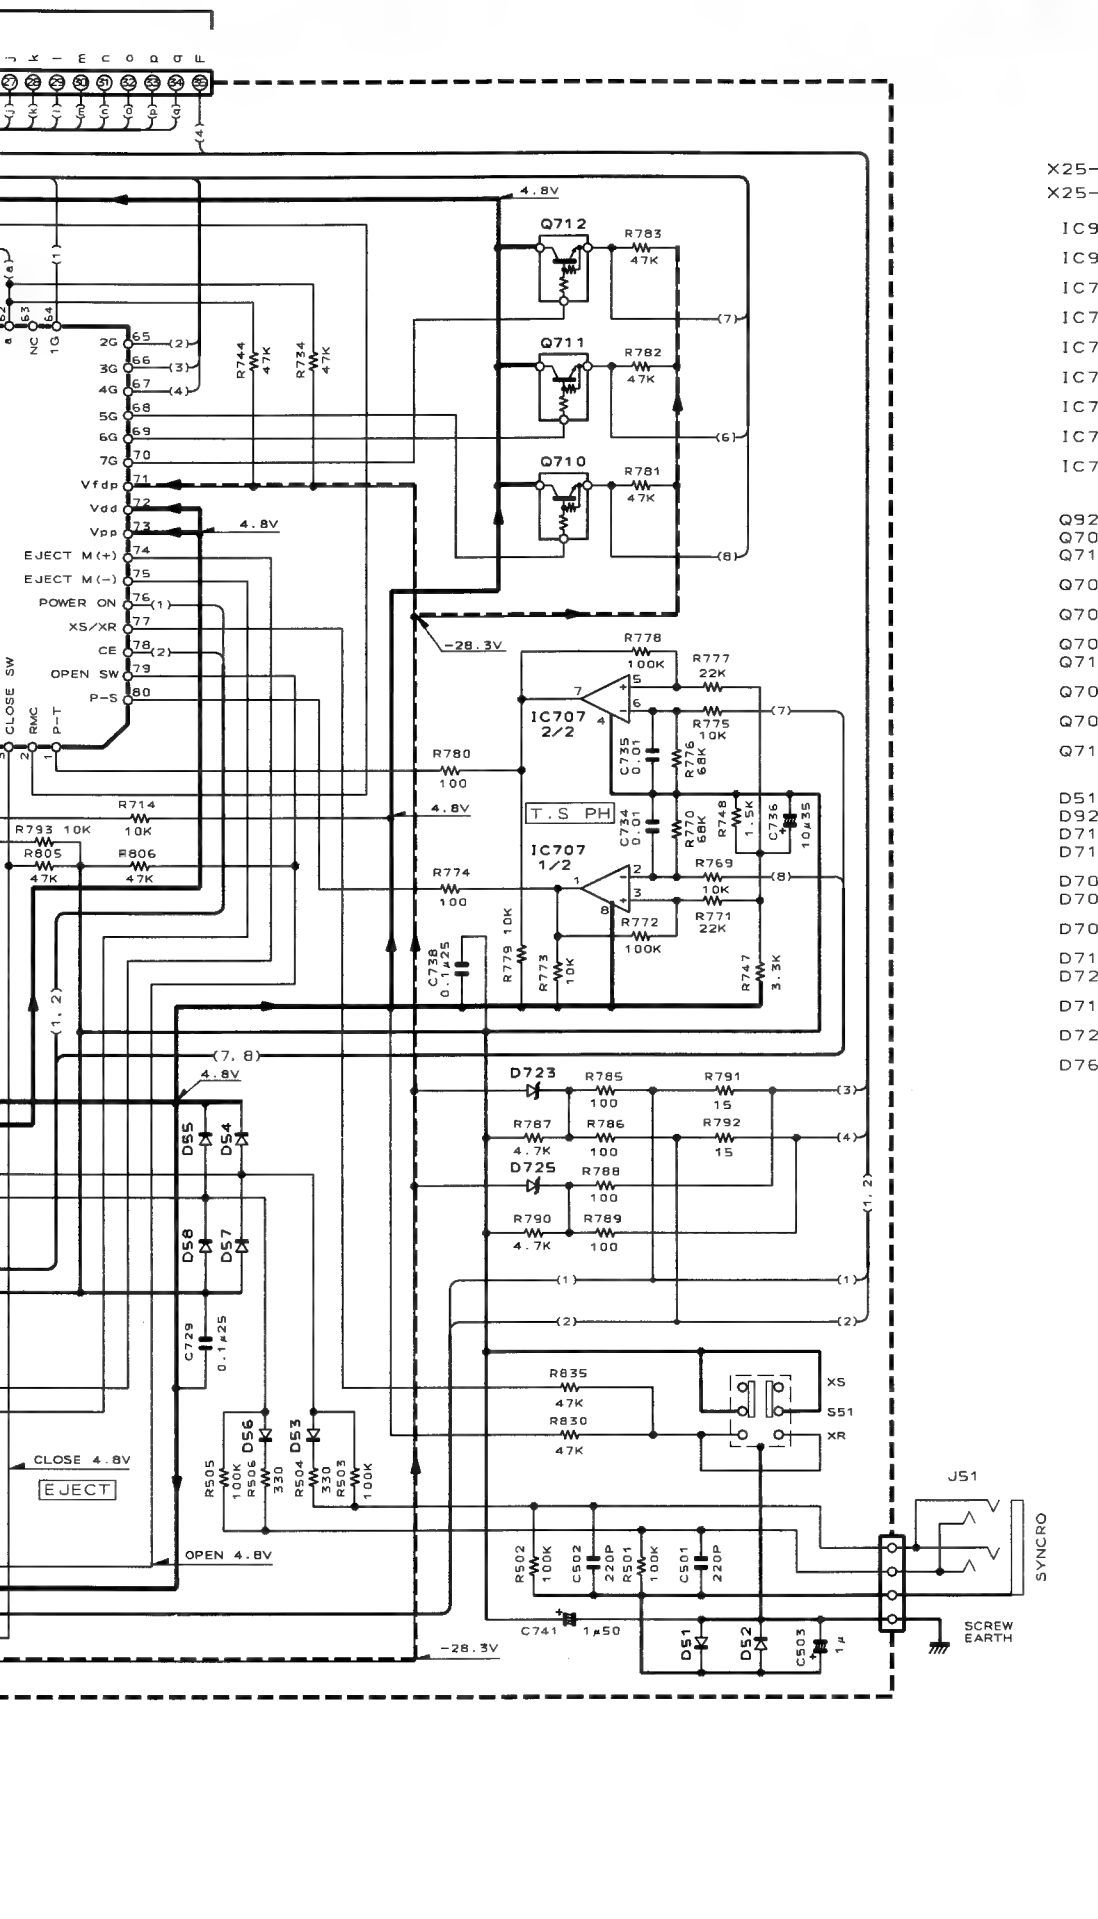 j k l m n o p q F
27 28 29 30 31 32 33 34 35
(j) (k) (l) (m) (n) (o) (p) (q)
(4)
X25-
4.8V
X25-
Q712
R783
47K
IC9
(a)
(1)
IC9
IC7
62 63 64
a NC 1G
(7)
IC7
2G 65 (2)
3G 66 (3)
4G 67 (4)
5G 68
6G 69
7G 70
Vfdp 71
Vdd 72
Vpp 73
4.8V
EJECT M(+) 74
EJECT M(-) 75
POWER ON 76 (1)
XS/XR 77
CE 78 (2)
OPEN SW 79
P-S 80
R744 47K
R734 47K
Q711
R782
47K
IC7
IC7
IC7
(6)
IC7
Q710
R781
47K
IC7
(8)
Q92
Q70
Q71
Q70
Q70
Q70
Q71
Q70
Q70
Q71
-28.3V
R778
100K
R777
22K
7 5 6 4
IC707
2/2
R775
10K
(7)
C735 0.01
R776 68K
CLOSE SW
RMC
P-T
3 2 1
R780
100
4.8V
T.S PH
C734 0.01
R770 68K
R748 1.5K
C736 10µ35
D51
D92
D71
D71
R714
10K
R793 10K
R805
47K
R806
47K
IC707
1/2
1 2 3 8
R769
10K
(8)
R774
100
R771
22K
R772
100K
D70
D70
D70
D71
D72
D71
D72
D76
C738 0.1µ25
R779 10K
R773 10K
R747 3.3K
(1, 2)
(7, 8)
4.8V
D723
R785
100
R791
15
(3)
R787
4.7K
R786
100
R792
15
(4)
D55 D54
D725
R788
100
(1, 2)
R790
4.7K
R789
100
D58 D57
(1) (1)
(2) (2)
C729 0.1µ25
R835
47K
XS
S51
XR
R830
47K
D56 D53
R505 100K
R506 330
R504 330
R503 100K
CLOSE 4.8V
EJECT
OPEN 4.8V
J51
SYNCRO
R502 100K
C502 220P
R501 100K
C501 220P
C741 1µ50
D51 D52
C503 1µ
SCREW
EARTH
-28.3V